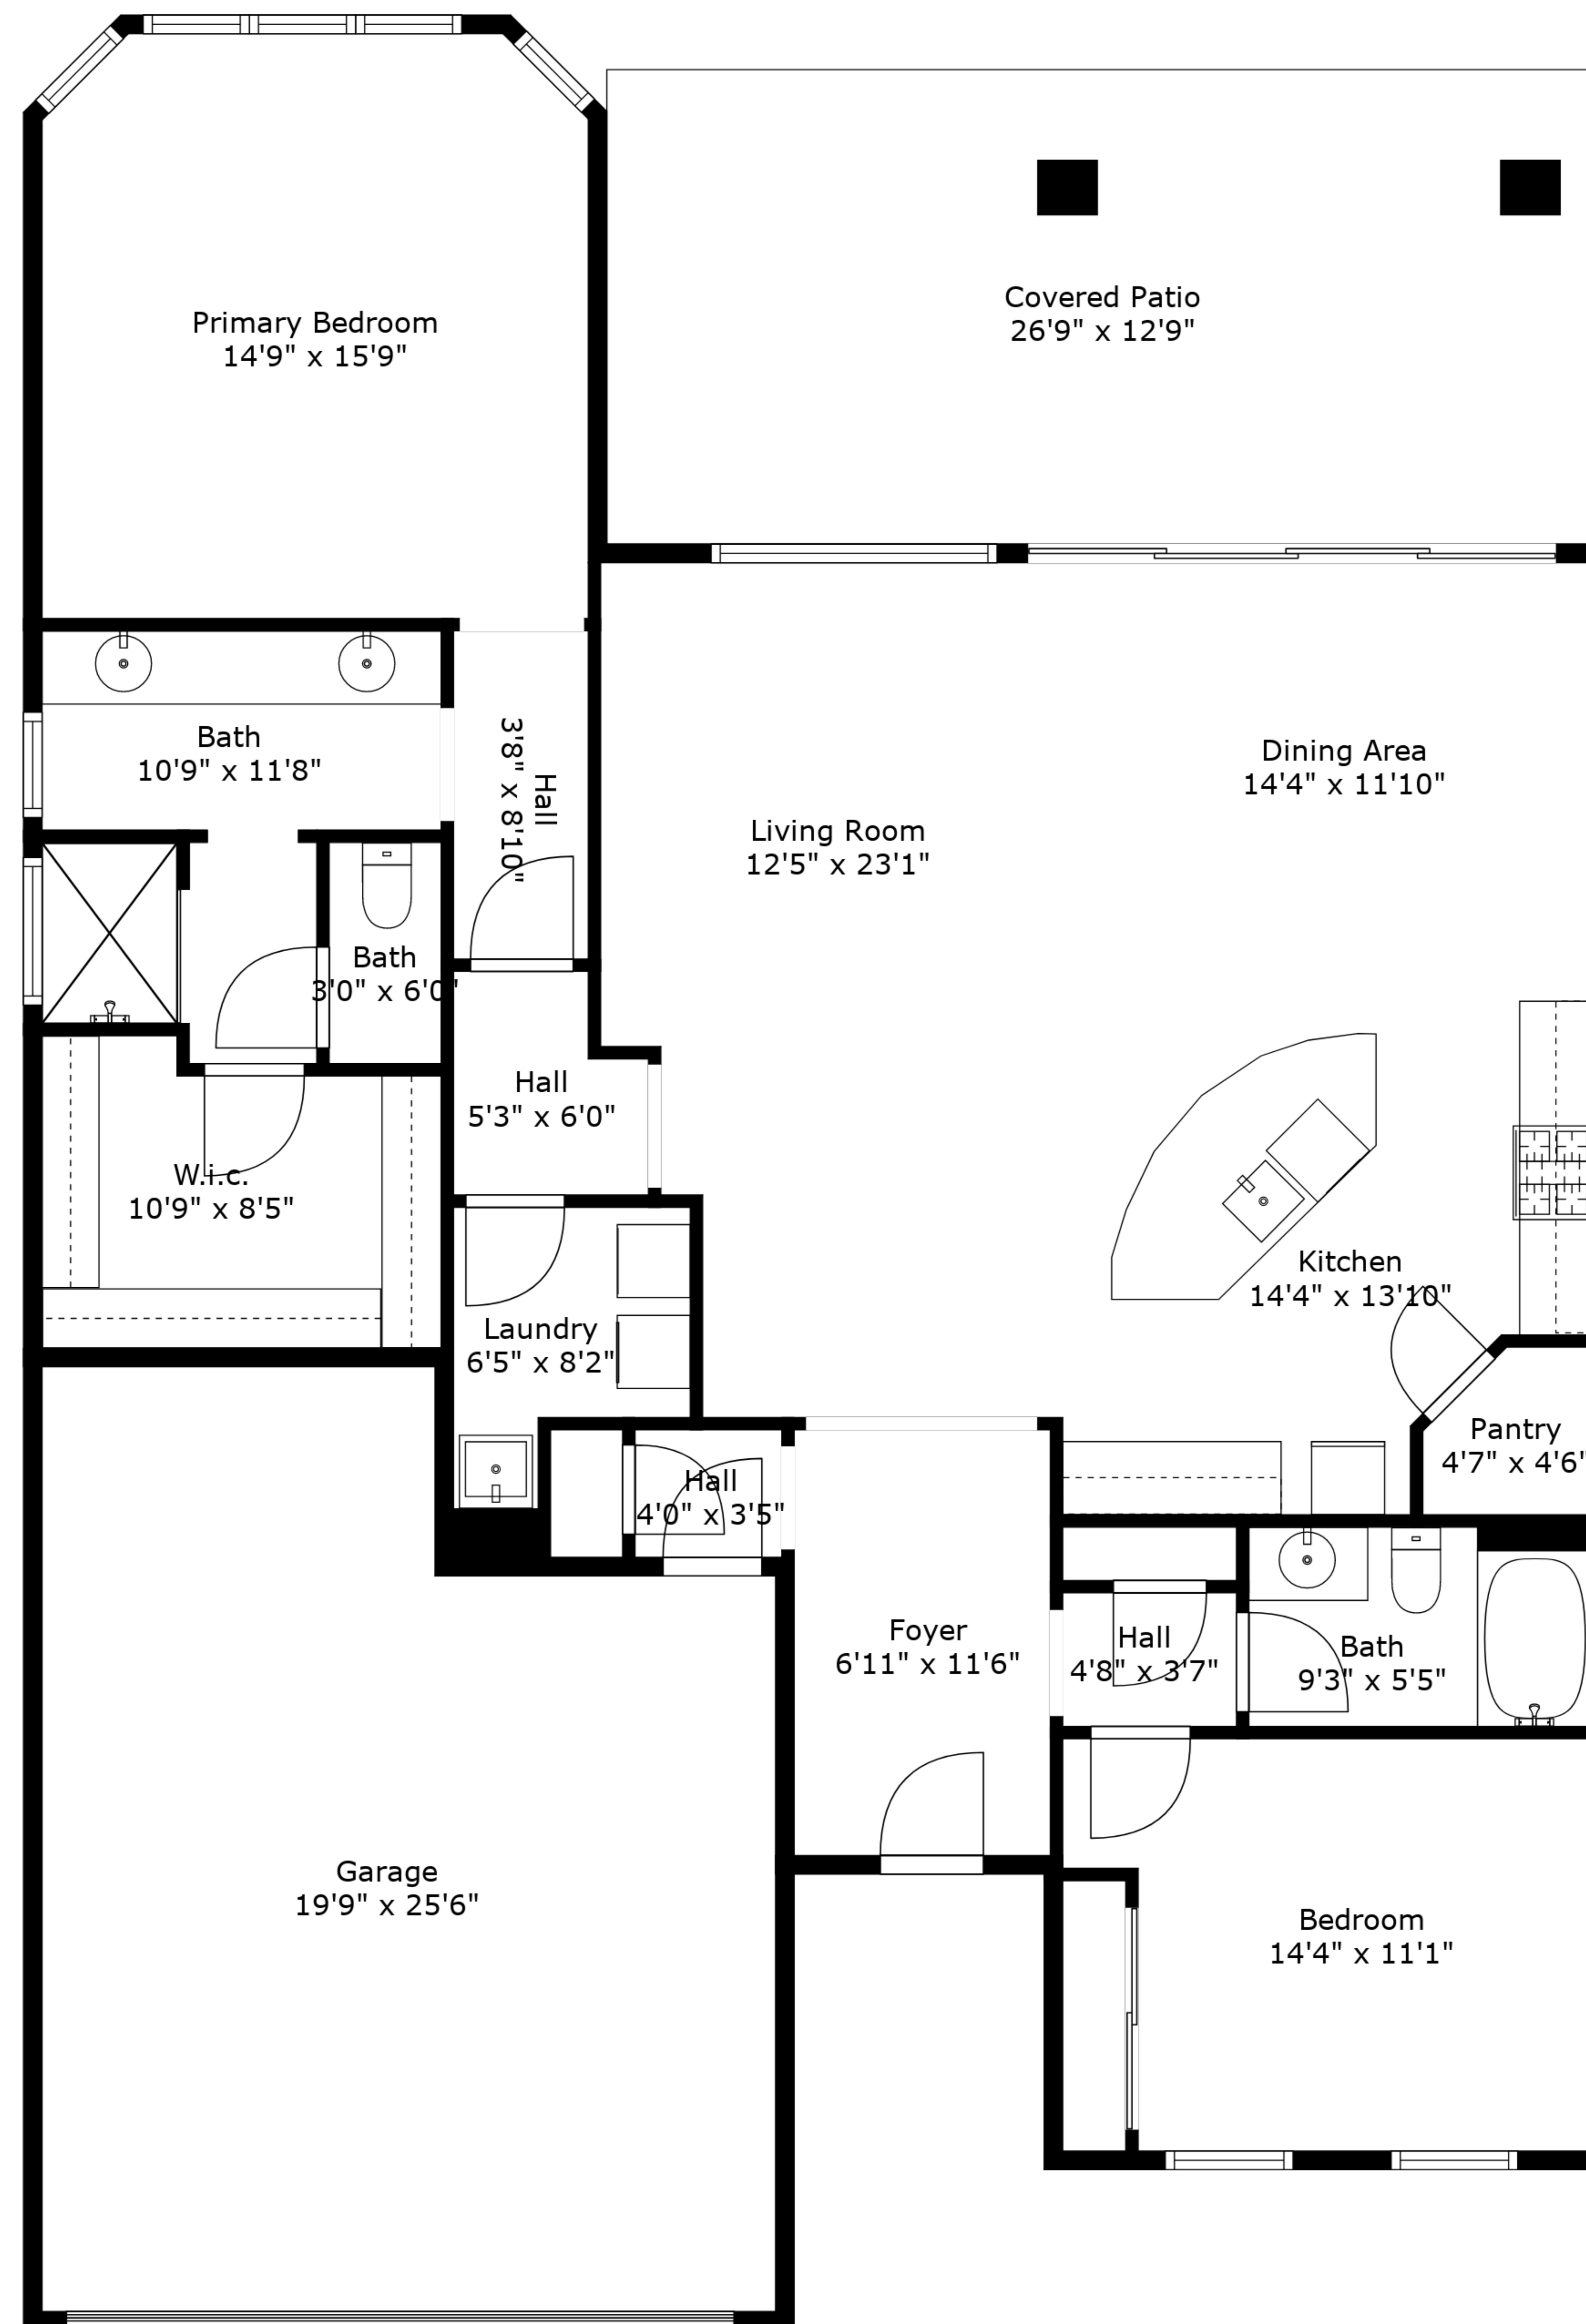 Primary Bedroom
14'9" x 15'9"
Covered Patio
26'9" x 12'9"
Bath
10'9" x 11'8"
Hall
3'8" x 8'10"
Living Room
12'5" x 23'1"
Dining Area
14'4" x 11'10"
Bath
3'0" x 6'0"
Hall
5'3" x 6'0"
W.i.c.
10'9" x 8'5"
Kitchen
14'4" x 13'10"
Laundry
6'5" x 8'2"
Pantry
4'7" x 4'6"
Hall
4'0" x 3'5"
Foyer
6'11" x 11'6"
Hall
4'8" x 3'7"
Bath
9'3" x 5'5"
Garage
19'9" x 25'6"
Bedroom
14'4" x 11'1"